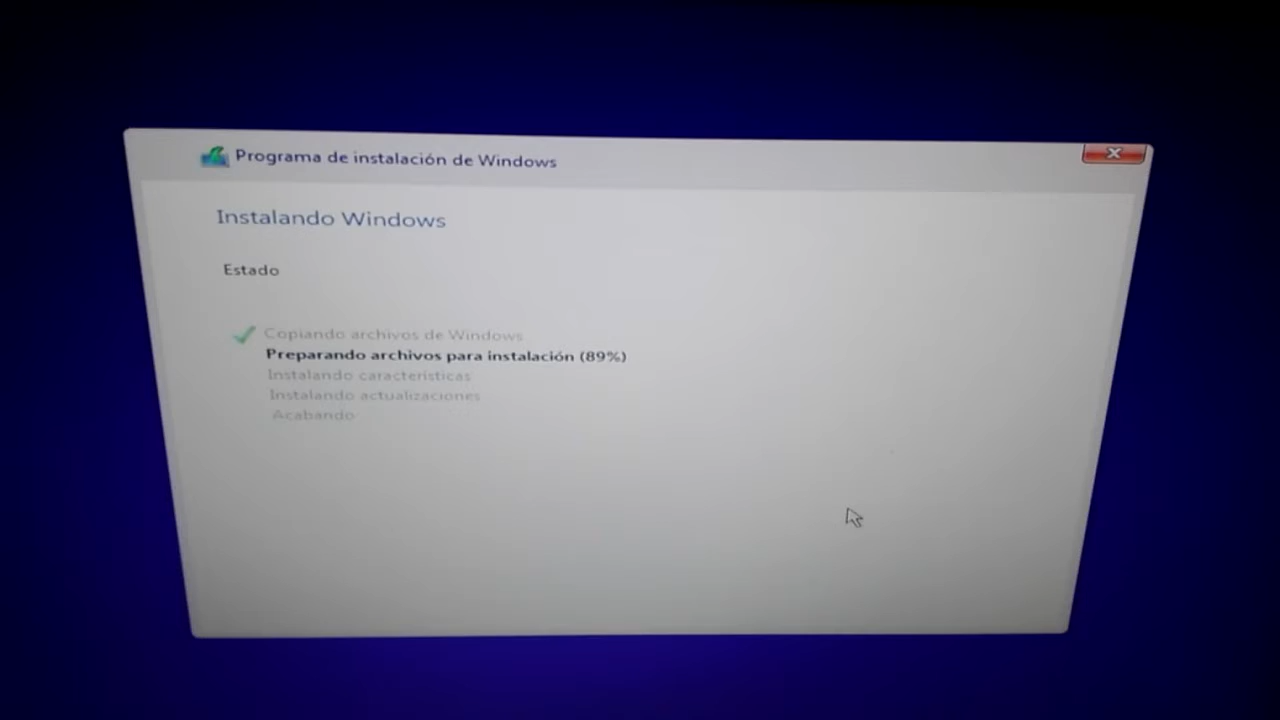 Programa de instalación de Windows
Instalando Windows
Estado
Copiando archivos de Windows
Preparando archivos para instalación (89%)
Instalando características
Instalando actualizaciones
Acabando